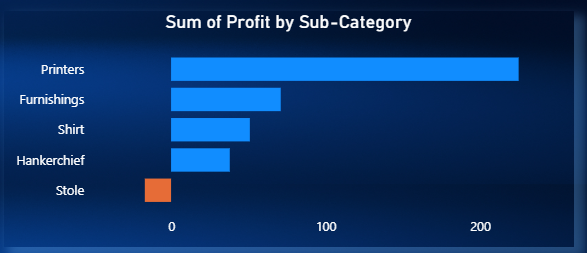 Sum of Profit by Sub-Category
Printers
Furnishings
Shirt
Hankerchief
Stole
0 100 200